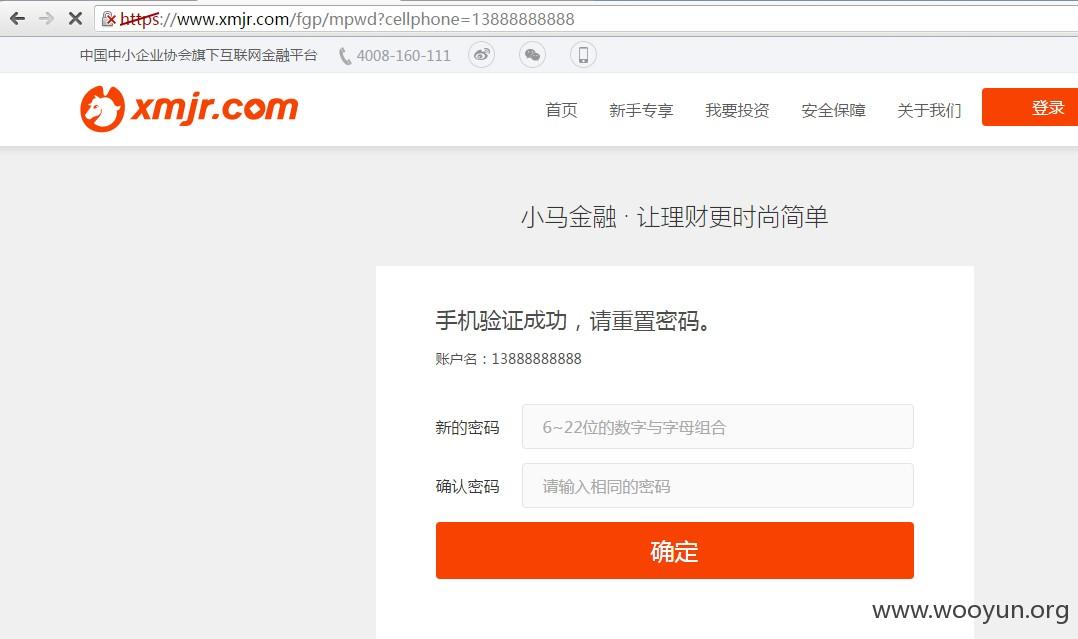 https://www.xmjr.com/fgp/mpwd?cellphone=13888888888
中国中小企业协会旗下互联网金融平台 4008-160-111
xmjr.com 首页 新手专享 我要投资 安全保障 关于我们 登录
小马金融 · 让理财更时尚简单
手机验证成功，请重置密码。
账户名：13888888888
新的密码 6~22位的数字与字母组合
确认密码 请输入相同的密码
确定
www.wooyun.org